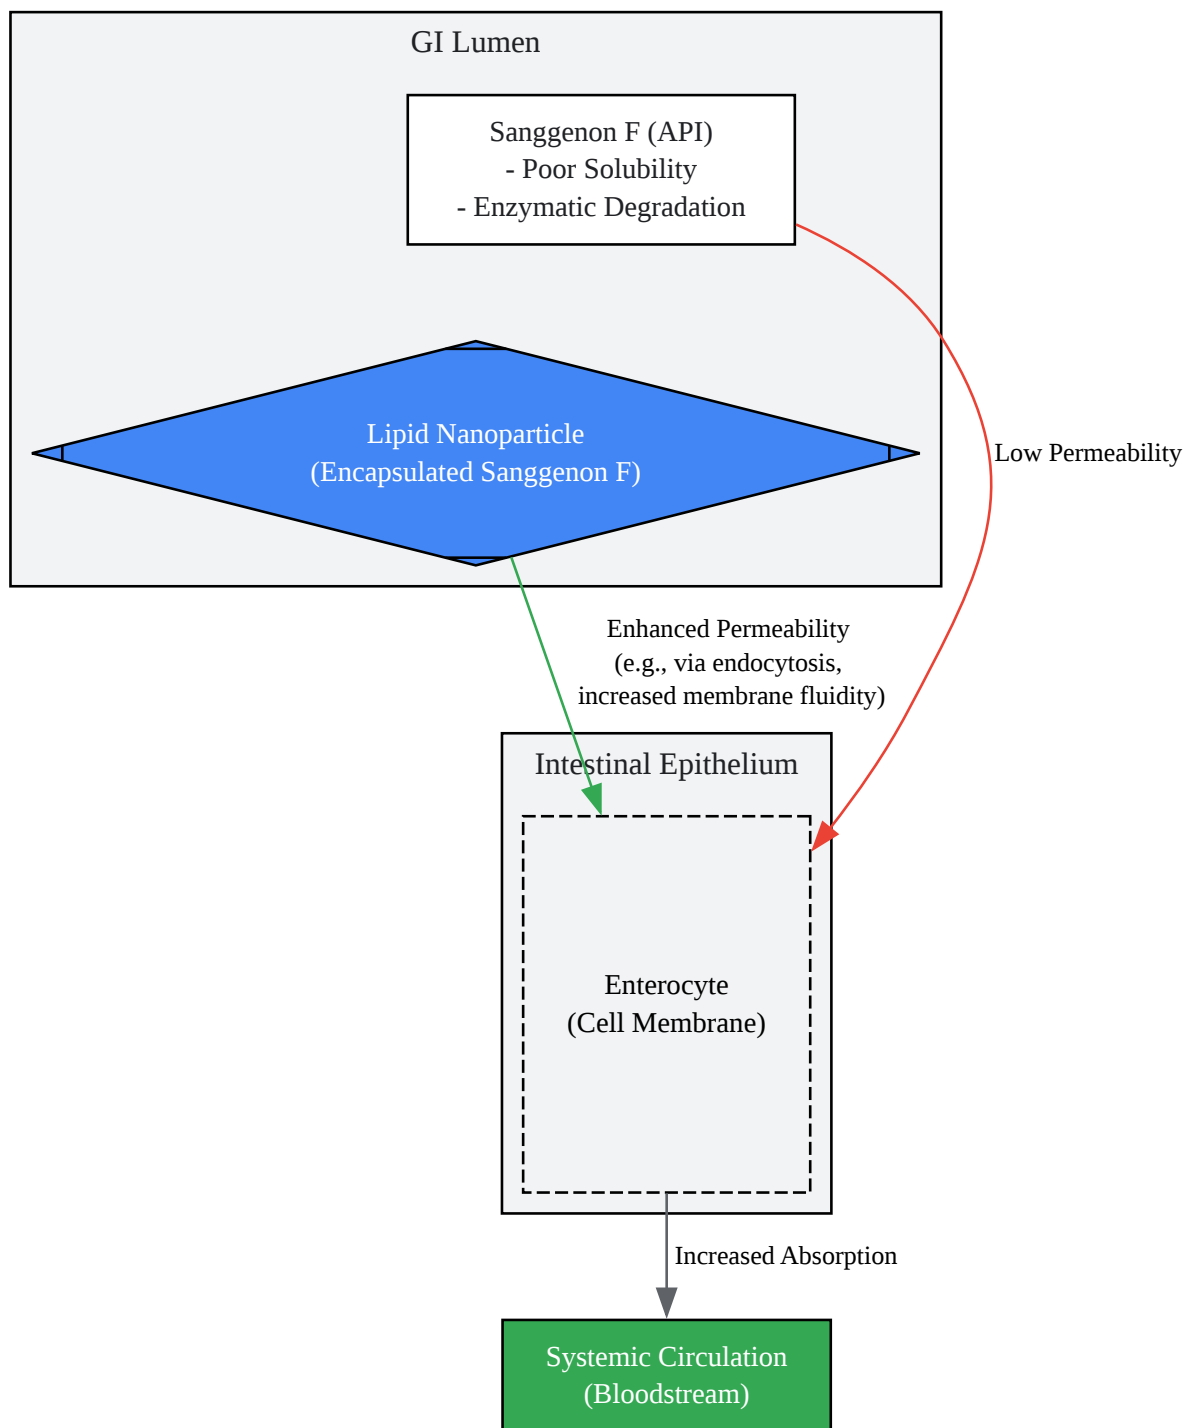 GI Lumen
Sanggenon F (API)
- Poor Solubility
- Enzymatic Degradation
Lipid Nanoparticle
(Encapsulated Sanggenon F)
Low Permeability
Enhanced Permeability
(e.g., via endocytosis,
increased membrane fluidity)
Intestinal Epithelium
Enterocyte
(Cell Membrane)
Increased Absorption
Systemic Circulation
(Bloodstream)